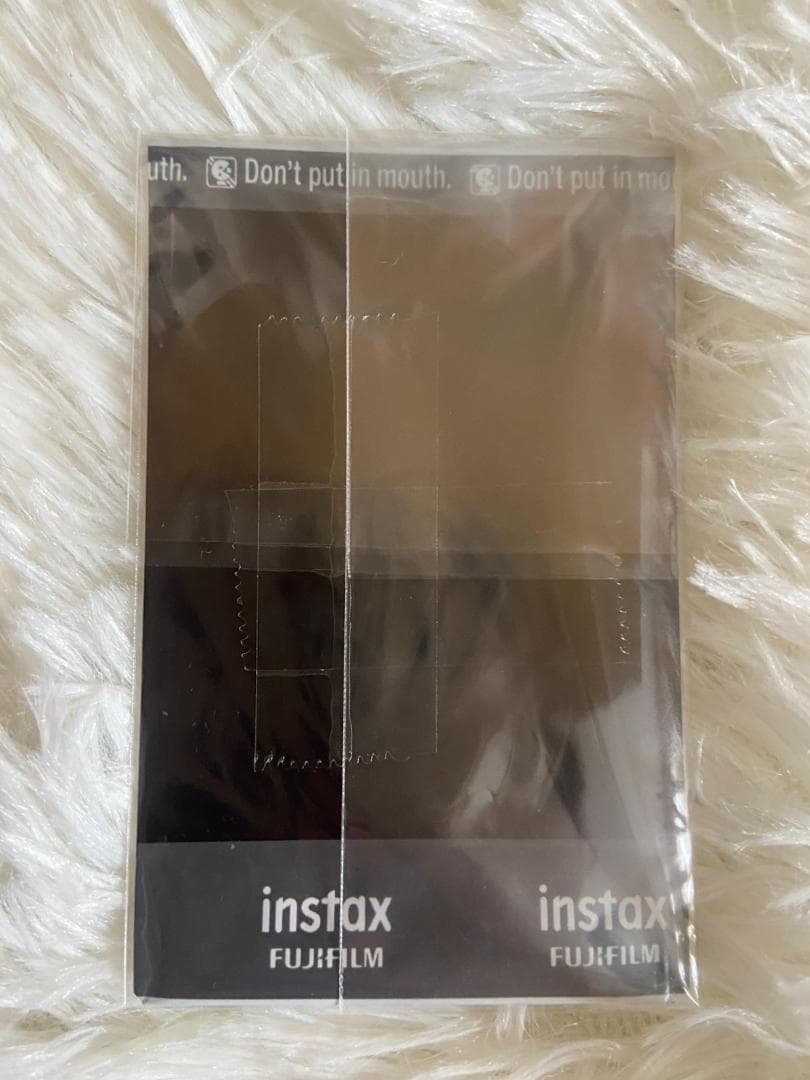 uth. Don't put in mouth. Don't put in mo
instax instax
FUJIFILM FUJIFILM